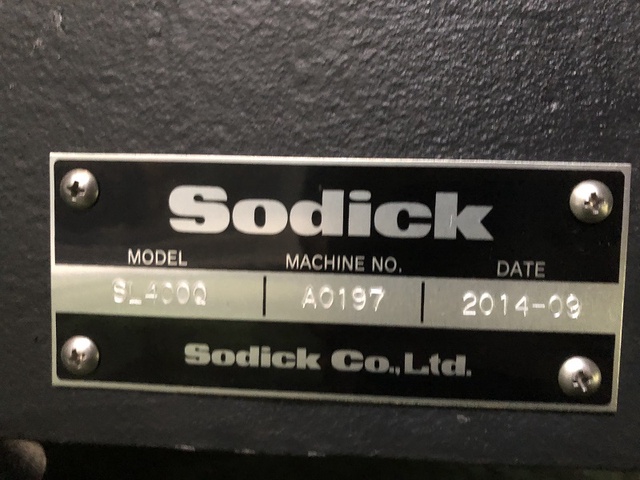 Sodick
MODEL MACHINE NO. DATE
SL400Q A0197 2014-09
Sodick Co.,Ltd.